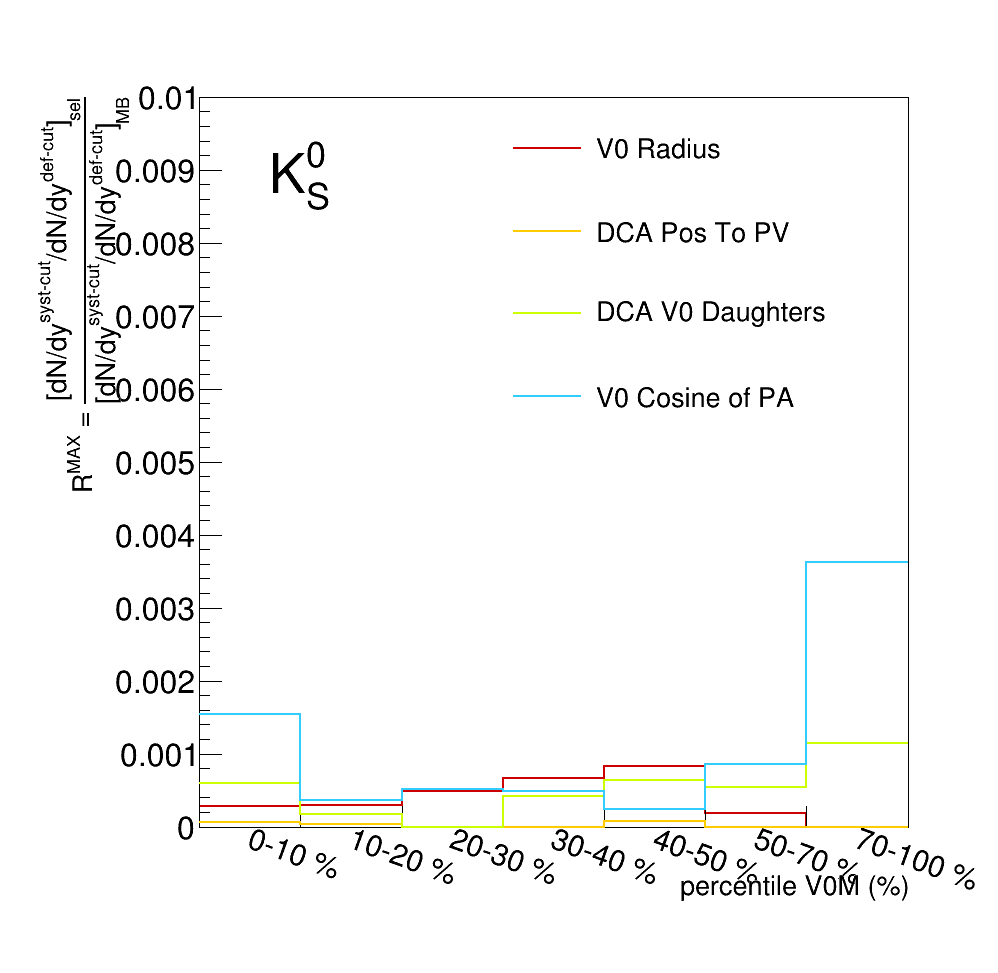 R^MAX = [dN/dy^syst-cut/dN/dy^def-cut]_sel / [dN/dy^syst-cut/dN/dy^def-cut]_MB
0.01
0.009
0.008
0.007
0.006
0.005
0.004
0.003
0.002
0.001
0
K_S^0
V0 Radius
DCA Pos To PV
DCA V0 Daughters
V0 Cosine of PA
0-10 %
10-20 %
20-30 %
30-40 %
40-50 %
50-70 %
70-100 %
percentile V0M (%)